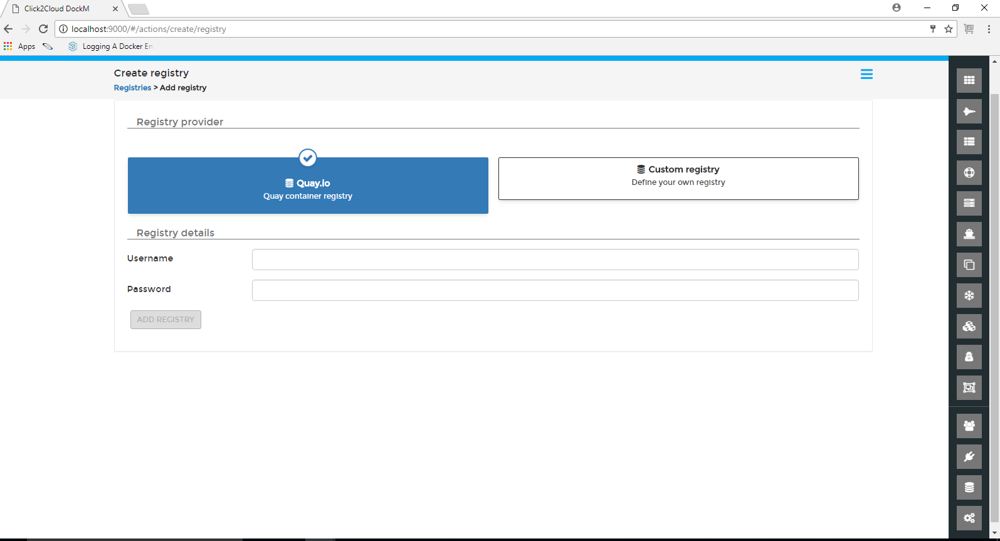 Click2Cloud DockM
localhost:9000/#/actions/create/registry
Apps
Logging A Docker En
Create registry
Registries > Add registry
Registry provider
Quay.io
Quay container registry
Custom registry
Define your own registry
Registry details
Username
Password
ADD REGISTRY